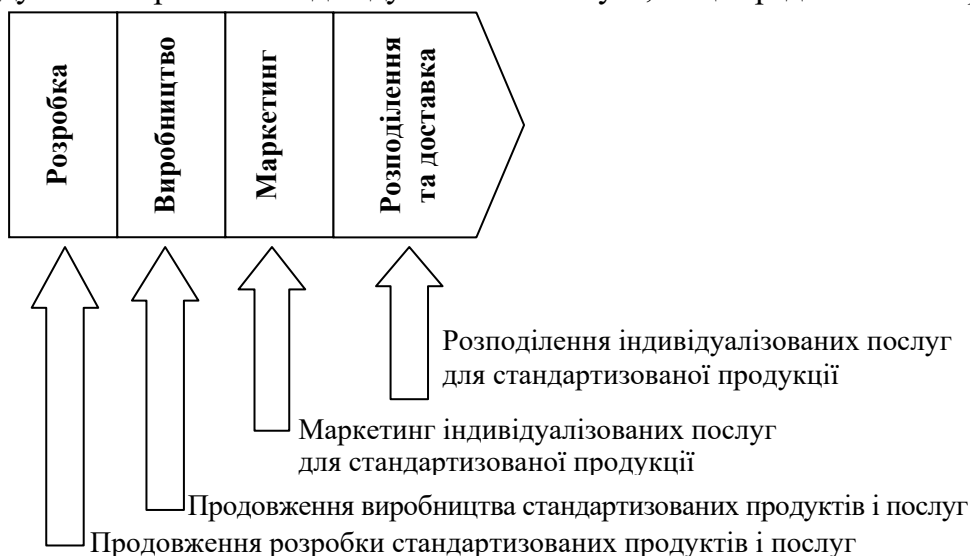 Розробка
Виробництво
Маркетинг
Розподілення
та доставка
Розподілення індивідуалізованих послуг
для стандартизованої продукції
Маркетинг індивідуалізованих послуг
для стандартизованої продукції
Продовження виробництва стандартизованих продуктів і послуг
Продовження розробки стандартизованих продуктів і послуг